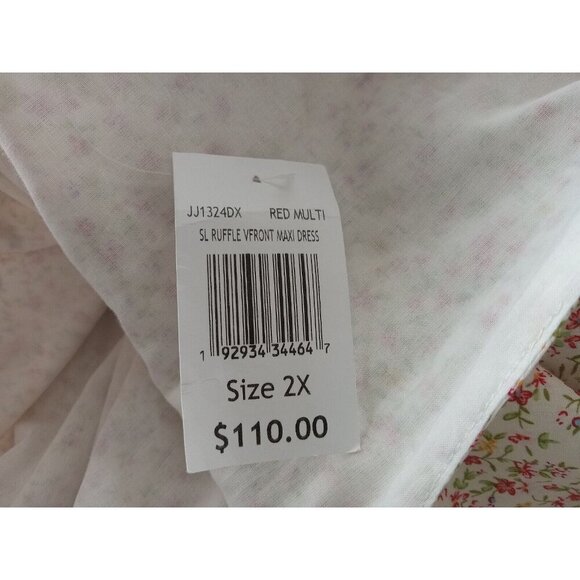 JJ1324DX RED MULTI
SL RUFFLE VFRONT MAXI DRESS
1 92934 34464 7
Size 2X
$110.00